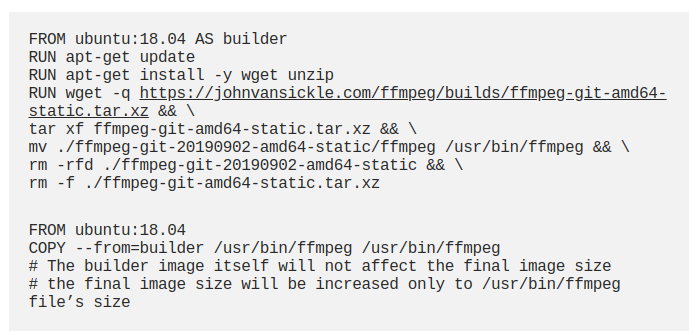 FROM ubuntu:18.04 AS builder
RUN apt-get update
RUN apt-get install -y wget unzip
RUN wget -q https://johnvansickle.com/ffmpeg/builds/ffmpeg-git-amd64-
static.tar.xz && \
tar xf ffmpeg-git-amd64-static.tar.xz && \
mv ./ffmpeg-git-20190902-amd64-static/ffmpeg /usr/bin/ffmpeg && \
rm -rfd ./ffmpeg-git-20190902-amd64-static && \
rm -f ./ffmpeg-git-amd64-static.tar.xz
FROM ubuntu:18.04
COPY --from=builder /usr/bin/ffmpeg /usr/bin/ffmpeg
# The builder image itself will not affect the final image size
# the final image size will be increased only to /usr/bin/ffmpeg
file’s size